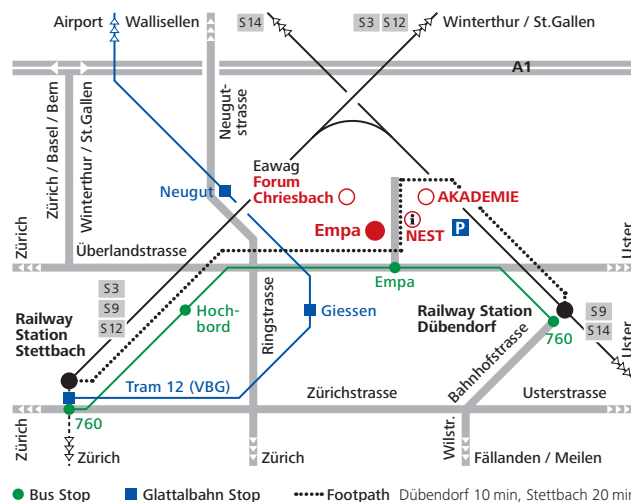 Airport
Wallisellen
S14
S3
S12
Winterthur / St.Gallen
A1
Zürich / Basel / Bern
Winterthur / St.Gallen
Neugut-
strasse
Eawag
Forum
Chriesbach
Neugut
AKADEMIE
Empa
i
NEST
P
Zürich
Überlandstrasse
Uster
Empa
S3
S9
S12
Hoch-
bord
Giessen
Ringstrasse
Railway
Station
Stettbach
Railway Station
Dübendorf
S9
S14
760
Uster
Bahnhofstrasse
Tram 12 (VBG)
Zürichstrasse
Usterstrasse
760
Zürich
Zürich
Zürich
Wilstr.
Fällanden / Meilen
Bus Stop
Glattalbahn Stop
Footpath Dübendorf 10 min, Stettbach 20 min